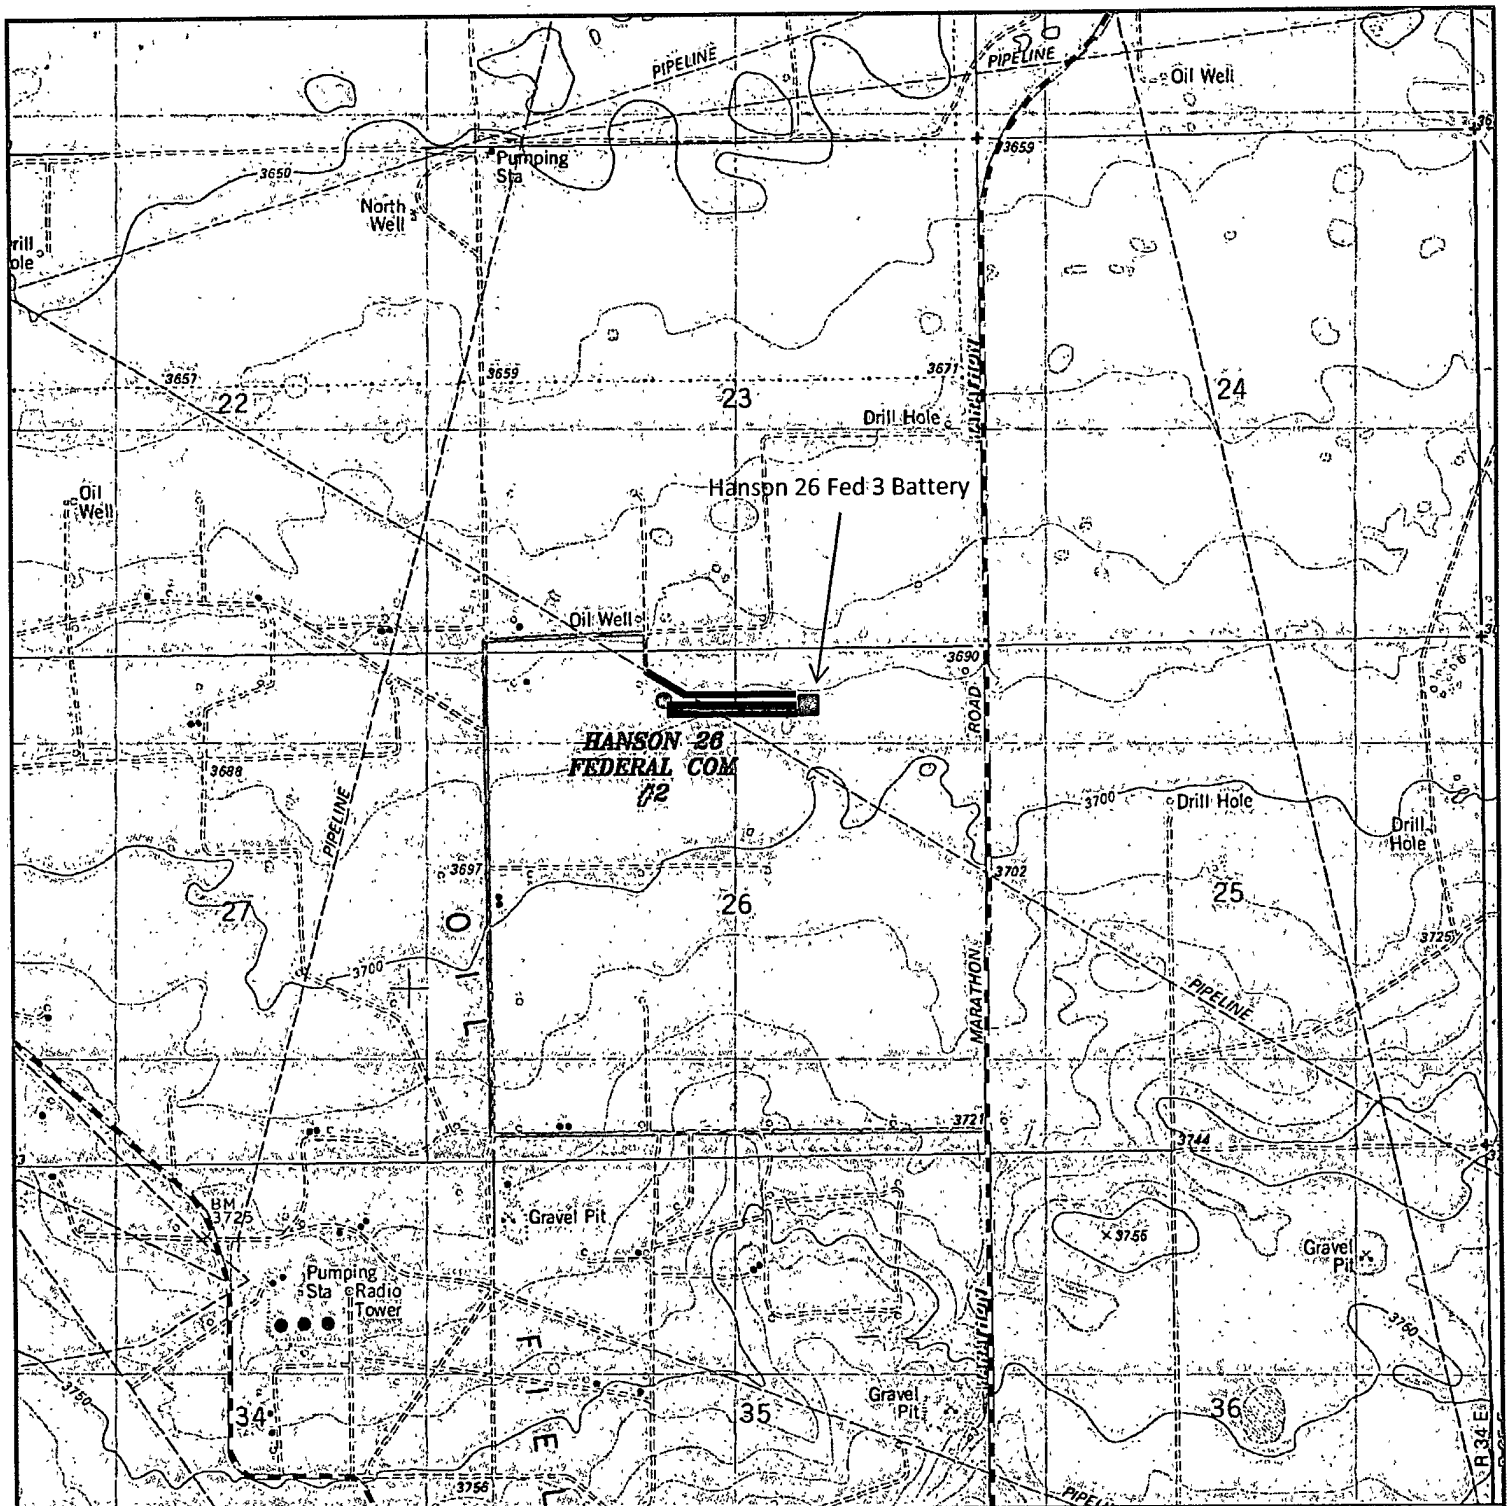 PIPELINE
PIPELINE
Oil Well
3659
Pumping
Sta
3650
North
Well
3657
3659
3671
22
23
24
Drill Hole
Hanson 26 Fed 3 Battery
Oil
Well
Oil Well
3690
ROAD
HANSON 26
FEDERAL COM
#2
3688
PIPELINE
3700
Drill Hole
Drill
Hole
3697
3702
27
26
25
O
I
L
3725
3700
MARATHON
PIPELINE
3721
3744
BM
3725
Gravel Pit
3755
Gravel
Pit
Pumping
Sta
Radio
Tower
F
I
E
L
3760
3750
Gravel
Pit
34
35
36
R 34 E
3756